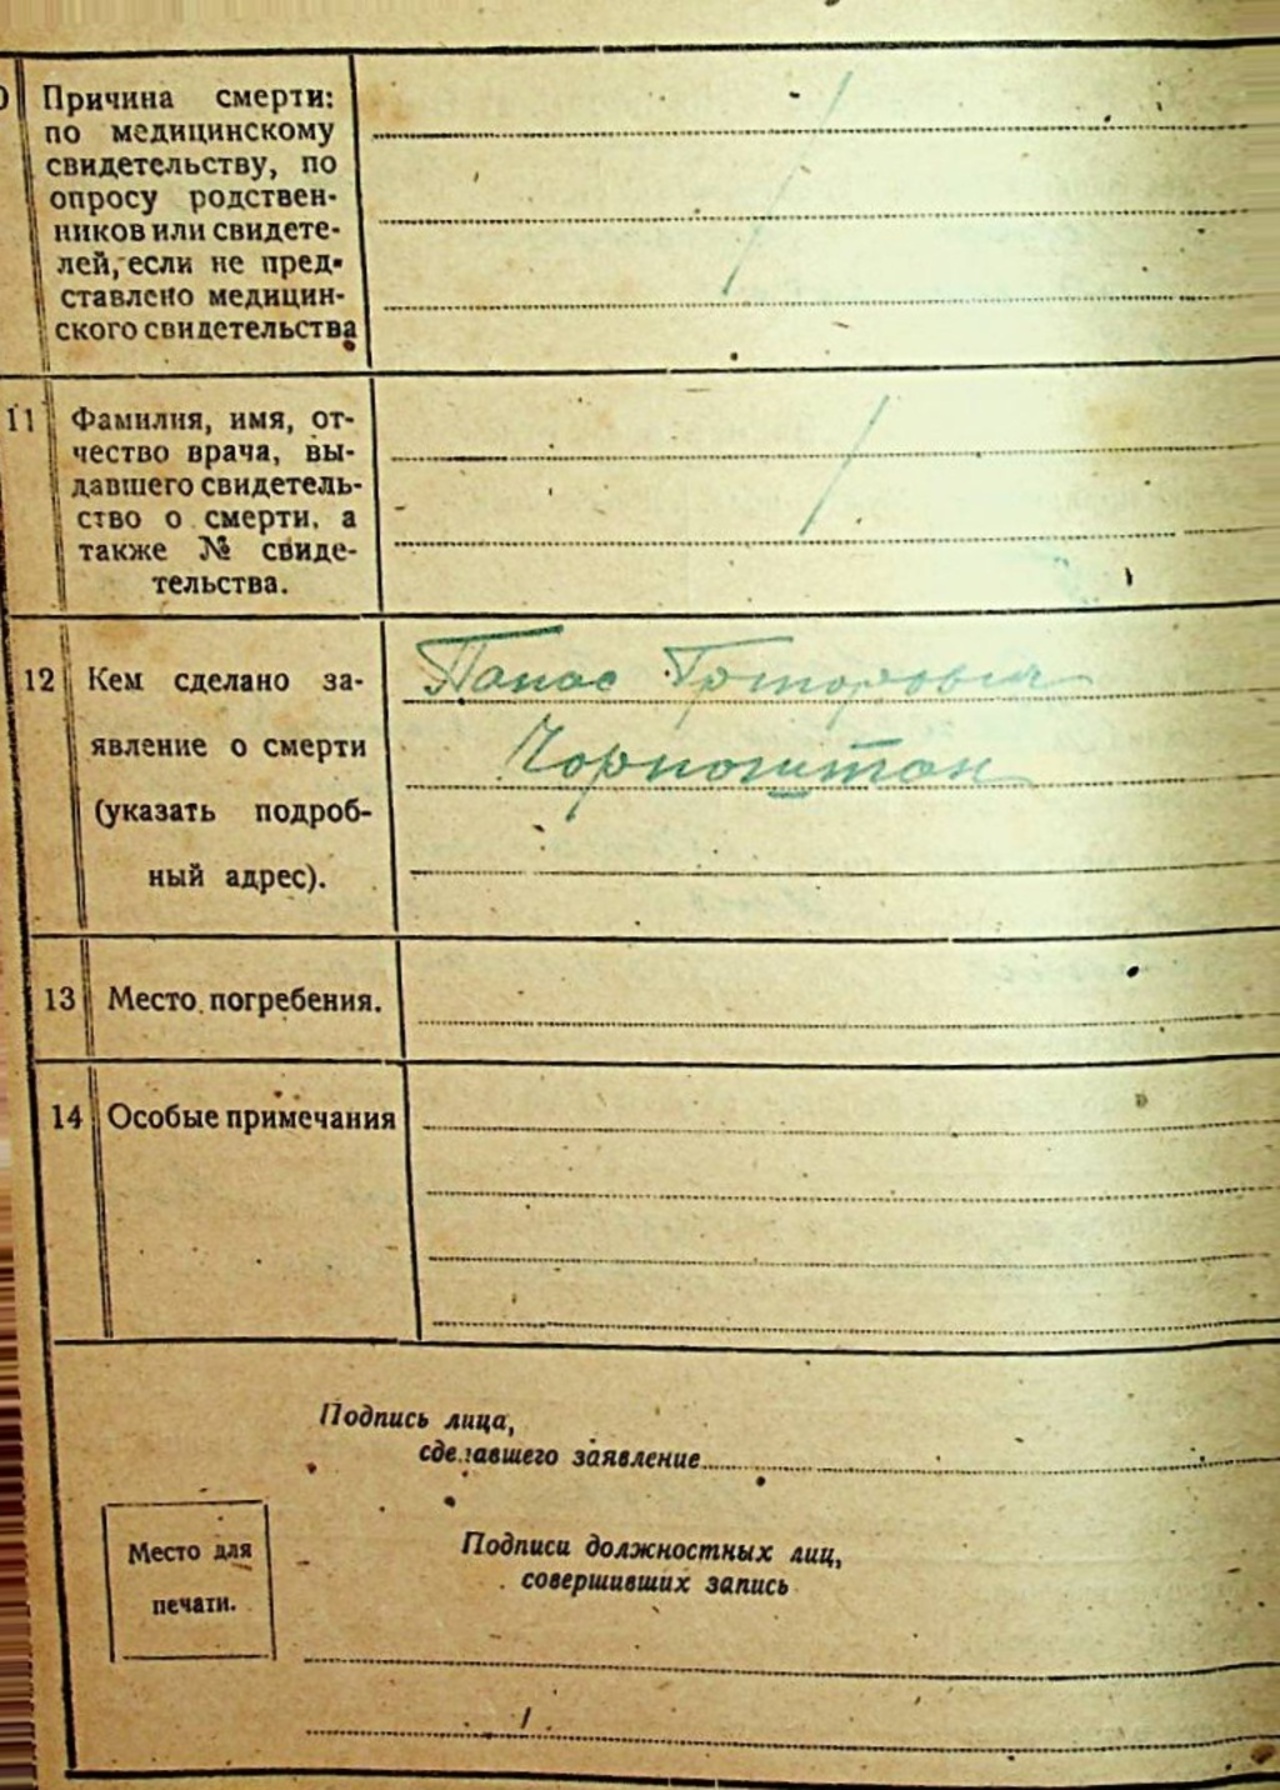 Причина смерти:
по медицинскому
свидетельству, по
опросу родствен-
ников или свидете-
лей, если не пред-
ставлено медицин-
ского свидетельства
11 Фамилия, имя, от-
чество врача, вы-
давшего свидетель-
ство о смерти, а
также № свиде-
тельства.
12 Кем сделано за-
явление о смерти
(указать подроб-
ный адрес).
Панас Григорович
Чорноштан
13 Место погребения.
14 Особые примечания
Подпись лица,
сделавшего заявление
Место для
печати.
Подписи должностных лиц,
совершивших запись